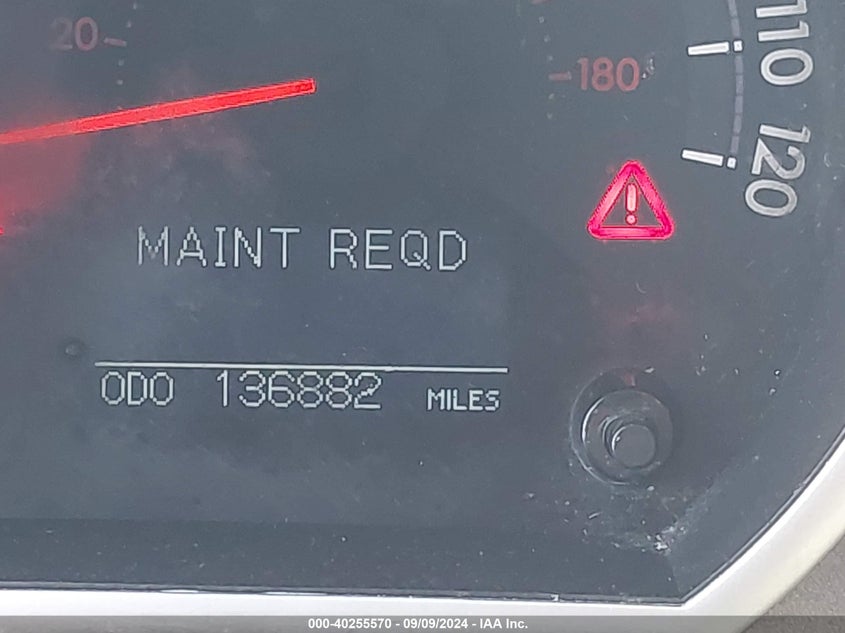 20
180
110
120
MAINT REQD
ODO 136882 MILES
000-40255570 - 09/09/2024 - IAA Inc.